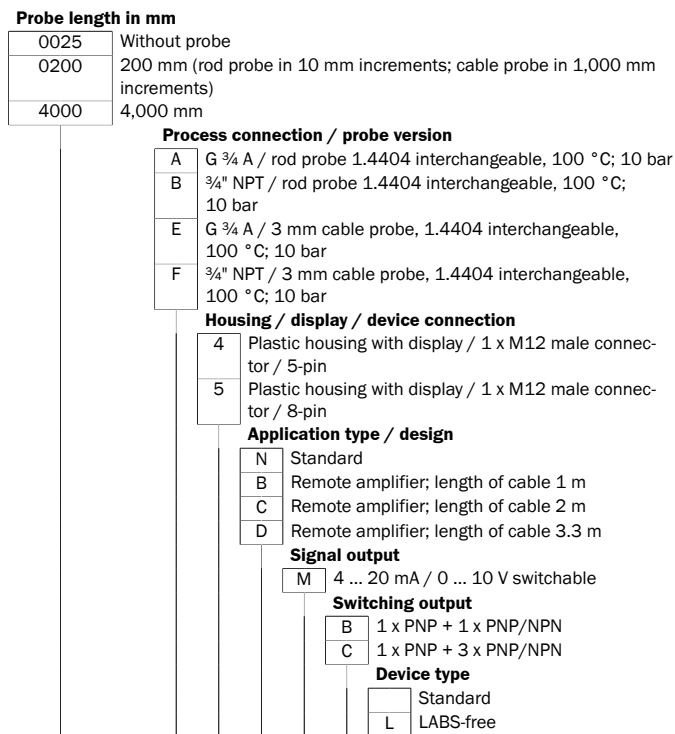 Probe length in mm
0025 Without probe
0200 200 mm (rod probe in 10 mm increments; cable probe in 1,000 mm
increments)
4000 4,000 mm
Process connection / probe version
A G ¾ A / rod probe 1.4404 interchangeable, 100 °C; 10 bar
B ¾" NPT / rod probe 1.4404 interchangeable, 100 °C;
10 bar
E G ¾ A / 3 mm cable probe, 1.4404 interchangeable,
100 °C; 10 bar
F ¾" NPT / 3 mm cable probe, 1.4404 interchangeable,
100 °C; 10 bar
Housing / display / device connection
4 Plastic housing with display / 1 x M12 male connec-
tor / 5-pin
5 Plastic housing with display / 1 x M12 male connec-
tor / 8-pin
Application type / design
N Standard
B Remote amplifier; length of cable 1 m
C Remote amplifier; length of cable 2 m
D Remote amplifier; length of cable 3.3 m
Signal output
M 4 ... 20 mA / 0 ... 10 V switchable
Switching output
B 1 x PNP + 1 x PNP/NPN
C 1 x PNP + 3 x PNP/NPN
Device type
Standard
L LABS-free